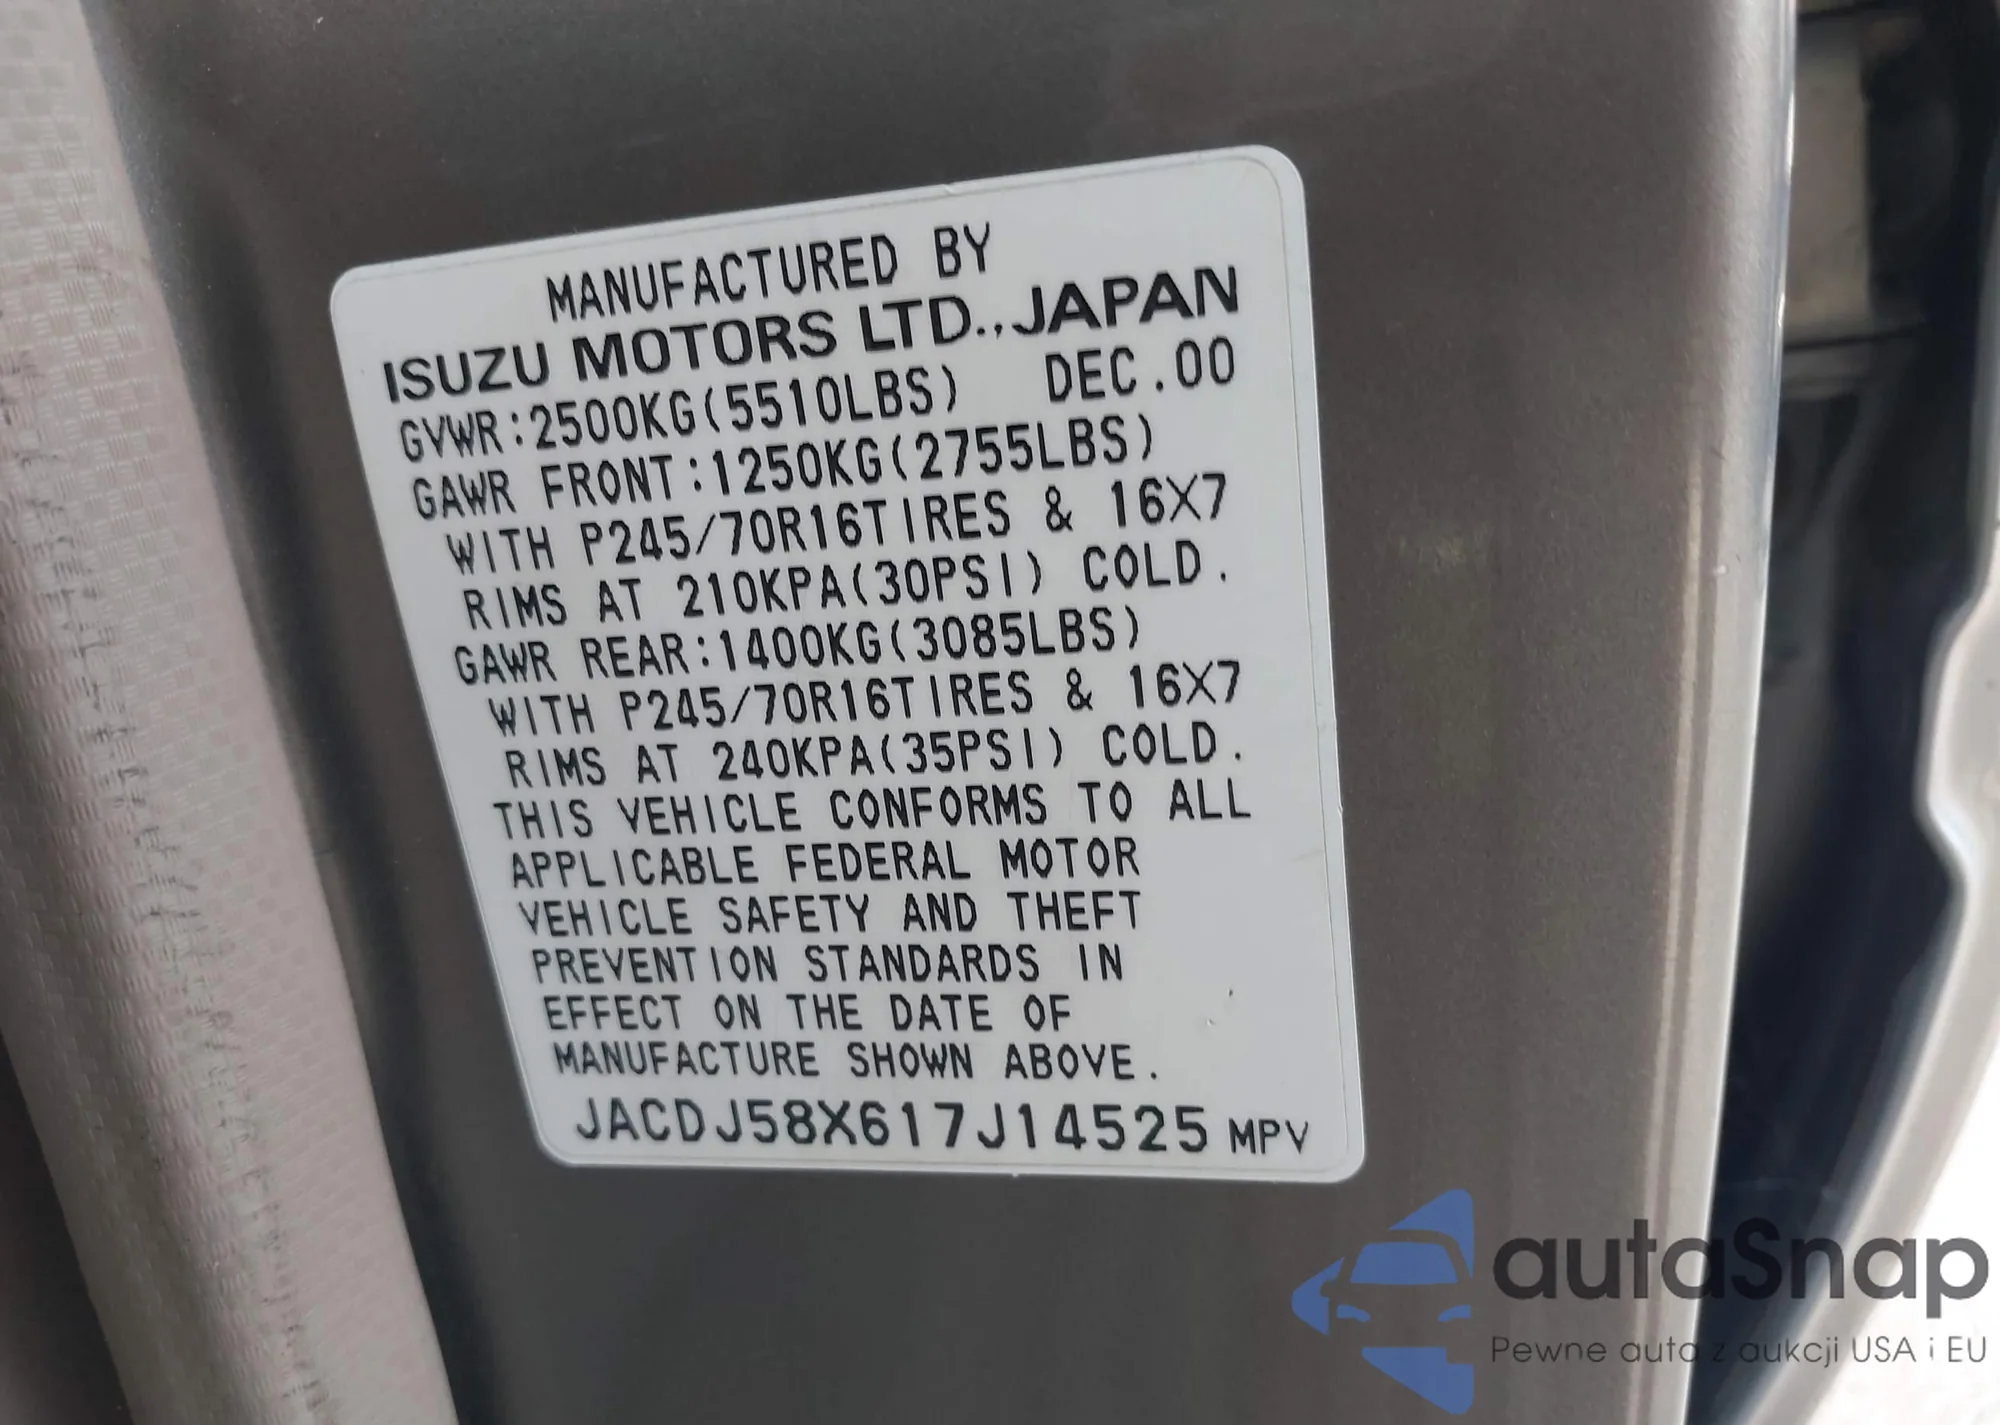 MANUFACTURED BY
ISUZU MOTORS LTD.,JAPAN
GVWR:2500KG(5510LBS) DEC.00
GAWR FRONT:1250KG(2755LBS)
WITH P245/70R16TIRES & 16X7
RIMS AT 210KPA(30PSI) COLD.
GAWR REAR:1400KG(3085LBS)
WITH P245/70R16TIRES & 16X7
RIMS AT 240KPA(35PSI) COLD.
THIS VEHICLE CONFORMS TO ALL
APPLICABLE FEDERAL MOTOR
VEHICLE SAFETY AND THEFT
PREVENTION STANDARDS IN
EFFECT ON THE DATE OF
MANUFACTURE SHOWN ABOVE.
JACDJ58X617J14525 MPV
autaSnap
Pewne auta z aukcji USA i EU